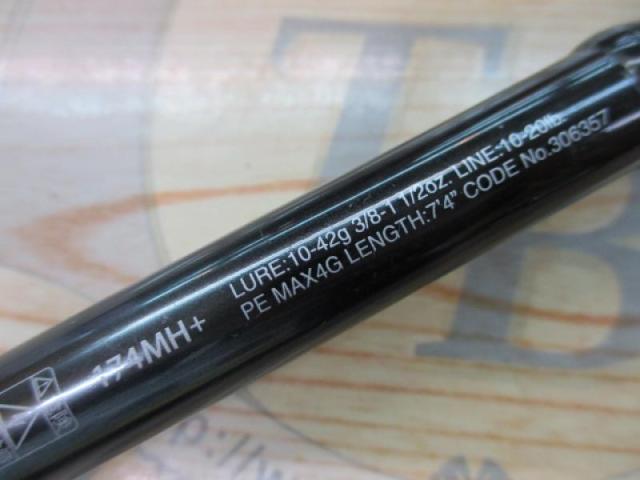 LURE:10-42g 3/8-1 1/2oz. LINE:10-20lb.
PE MAX4G LENGTH:7'4" CODE No.306357
174MH+
TB